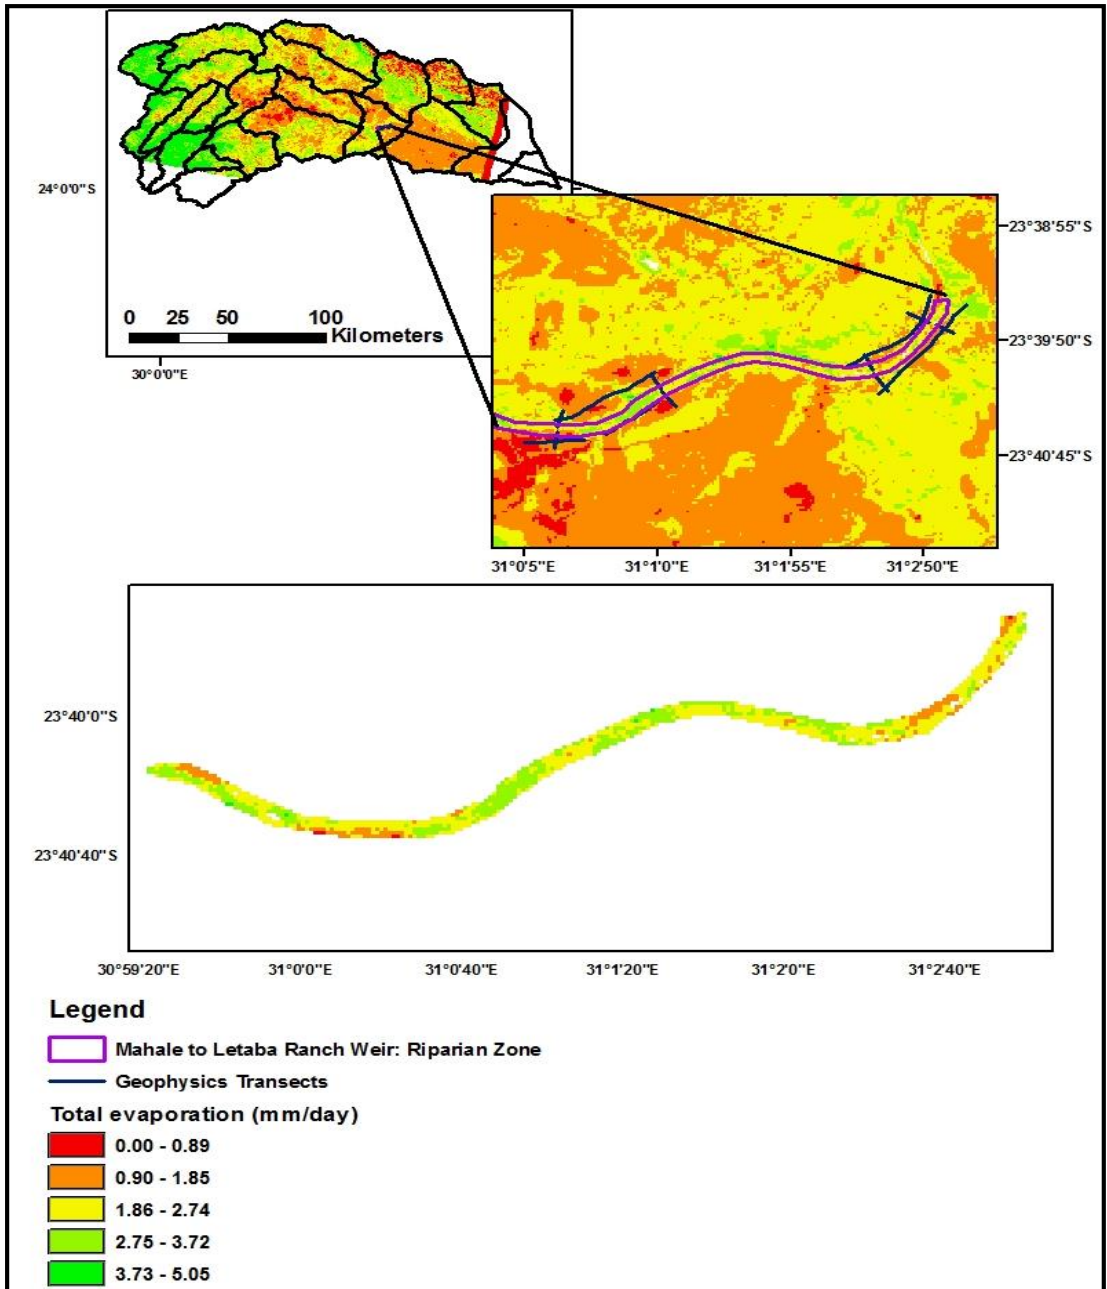 24°0'0"S
0 25 50 100
Kilometers
30°0'0"E
23°38'55"S
23°39'50"S
23°40'45"S
31°0'5"E 31°1'0"E 31°1'55"E 31°2'50"E
23°40'0"S
23°40'40"S
30°59'20"E 31°0'0"E 31°0'40"E 31°1'20"E 31°2'0"E 31°2'40"E
Legend
Mahale to Letaba Ranch Weir: Riparian Zone
Geophysics Transects
Total evaporation (mm/day)
0.00 - 0.89
0.90 - 1.85
1.86 - 2.74
2.75 - 3.72
3.73 - 5.05